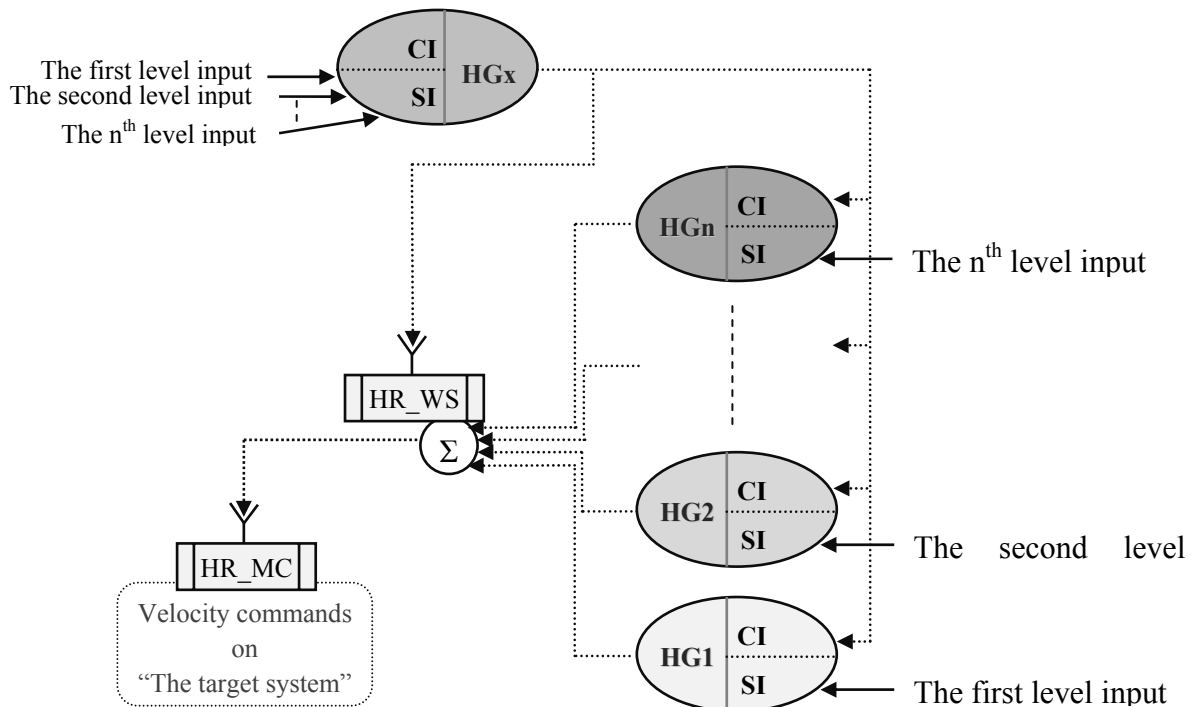 CI
HGx
SI
The first level input
The second level input
The nth level input
CI
HGn
SI
The nth level input
HR_WS
Σ
CI
HG2
SI
The second level
HR_MC
Velocity commands
on
“The target system”
CI
HG1
SI
The first level input